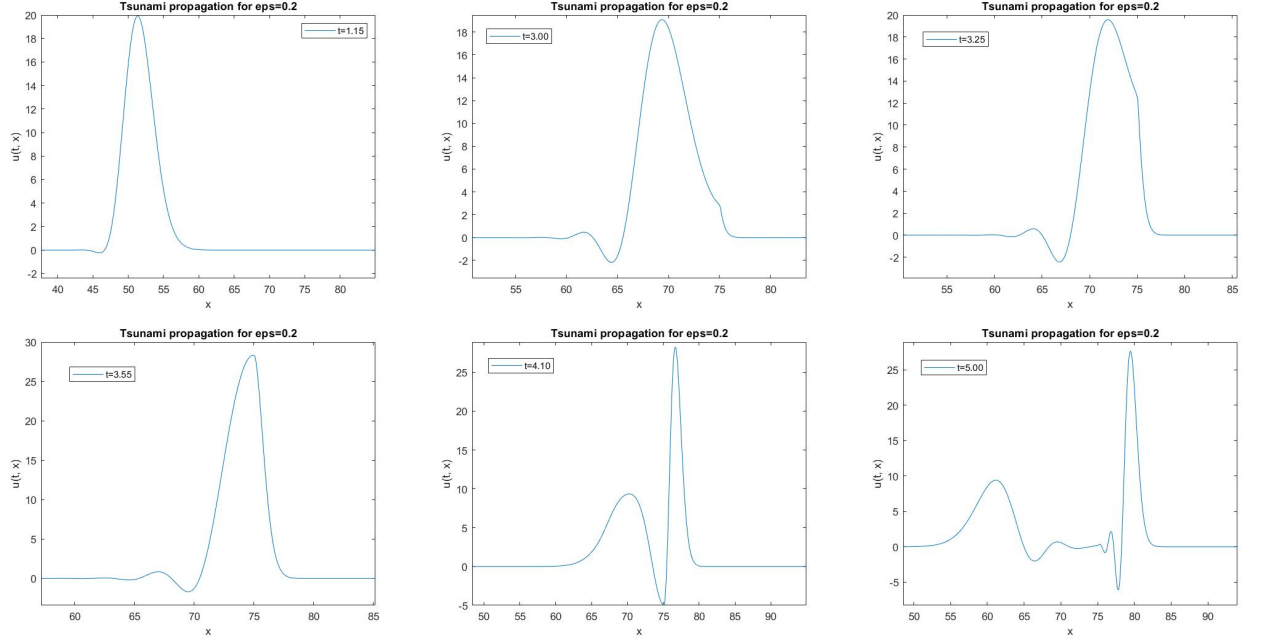 Tsunami propagation for eps=0.2
20
18
16
14
12
10
8
6
4
2
0
-2
u(t, x)
t=1.15
40 45 50 55 60 65 70 75 80
x
Tsunami propagation for eps=0.2
18
16
14
12
10
8
6
4
2
0
-2
u(t, x)
t=3.00
55 60 65 70 75 80
x
Tsunami propagation for eps=0.2
20
18
16
14
12
10
8
6
4
2
0
-2
u(t, x)
t=3.25
55 60 65 70 75 80 85
x
Tsunami propagation for eps=0.2
30
25
20
15
10
5
0
u(t, x)
t=3.55
60 65 70 75 80 85
x
Tsunami propagation for eps=0.2
25
20
15
10
5
0
-5
u(t, x)
t=4.10
50 55 60 65 70 75 80 85 90
x
Tsunami propagation for eps=0.2
25
20
15
10
5
0
-5
u(t, x)
t=5.00
50 55 60 65 70 75 80 85 90
x